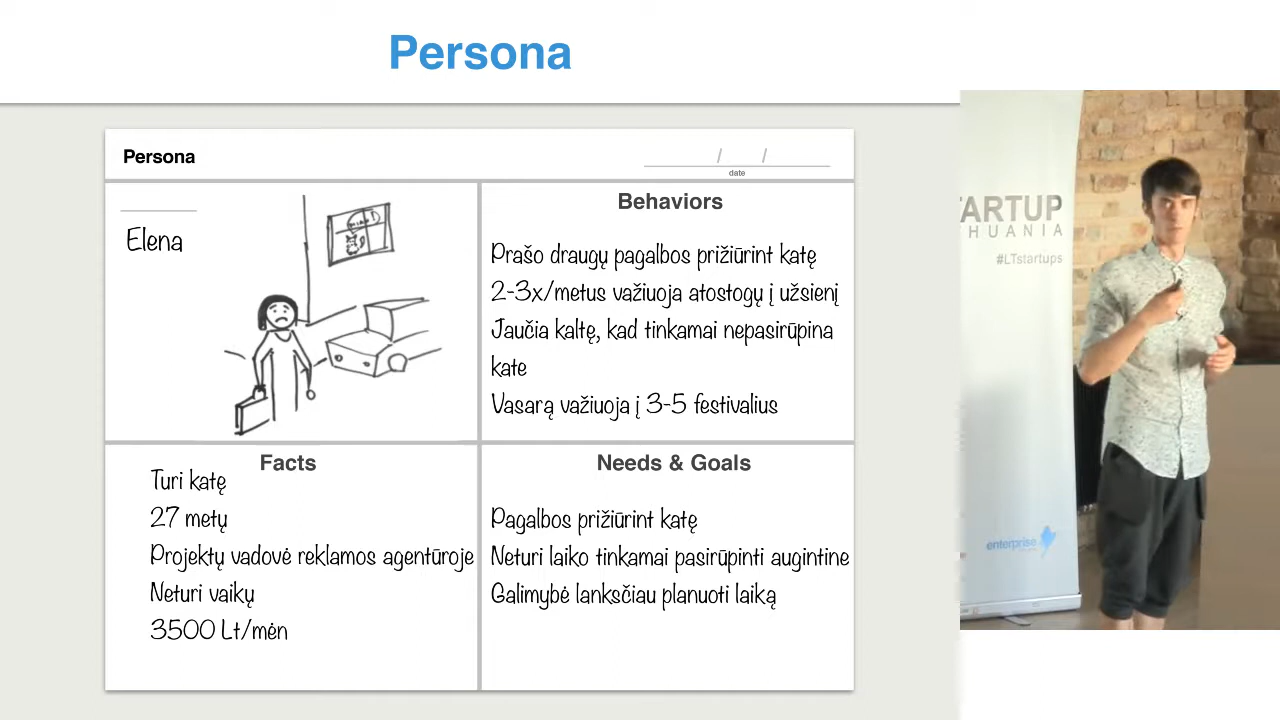 Persona
Persona
/ /
date
Elena
Behaviors
Prašo draugų pagalbos prižiūrint katę
2-3x/metus važiuoja atostogų į užsienį
Jaučia kaltę, kad tinkamai nepasirūpina
kate
Vasarą važiuoja į 3-5 festivalius
Facts
Turi katę
27 metų
Projektų vadovė reklamos agentūroje
Neturi vaikų
3500 Lt/mėn
Needs & Goals
Pagalbos prižiūrint katę
Neturi laiko tinkamai pasirūpinti augintine
Galimybė lanksčiau planuoti laiką
TARTUP
HUANIA
#LTstartups
enterprise